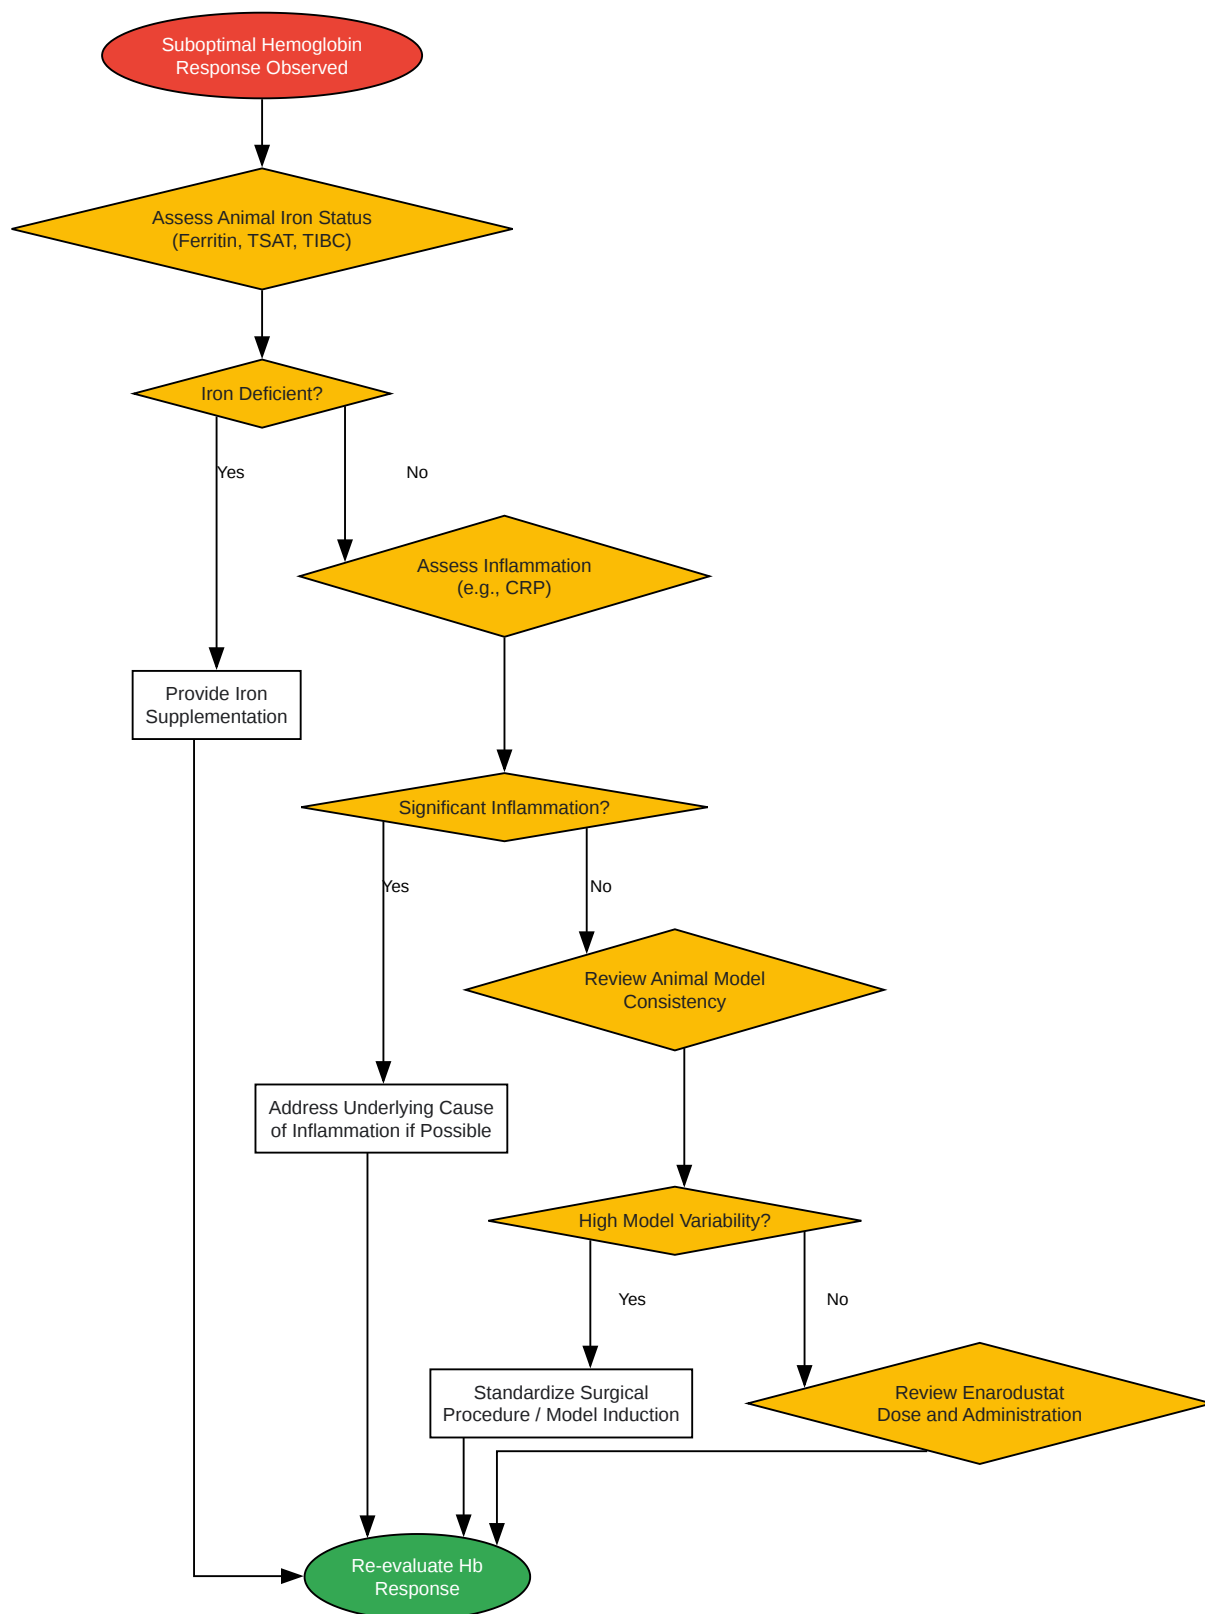 Suboptimal Hemoglobin
Response Observed
Assess Animal Iron Status
(Ferritin, TSAT, TIBC)
Iron Deficient?
Yes
No
Assess Inflammation
(e.g., CRP)
Provide Iron
Supplementation
Significant Inflammation?
Yes
No
Review Animal Model
Consistency
Address Underlying Cause
of Inflammation if Possible
High Model Variability?
Yes
No
Standardize Surgical
Procedure / Model Induction
Review Enarodustat
Dose and Administration
Re-evaluate Hb
Response